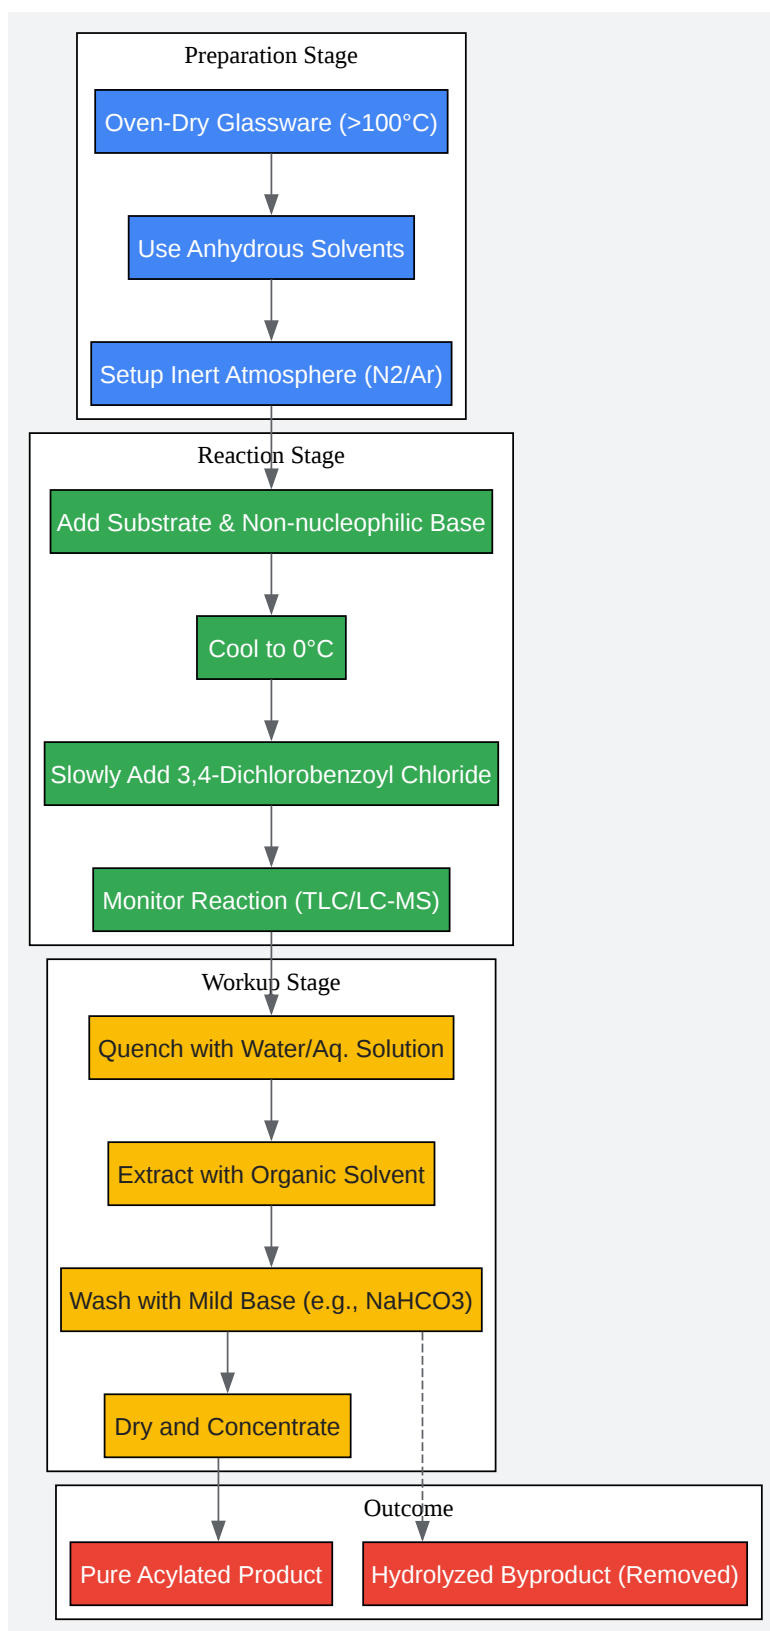 Preparation Stage
Oven-Dry Glassware (>100°C)
Use Anhydrous Solvents
Setup Inert Atmosphere (N2/Ar)
Reaction Stage
Add Substrate & Non-nucleophilic Base
Cool to 0°C
Slowly Add 3,4-Dichlorobenzoyl Chloride
Monitor Reaction (TLC/LC-MS)
Workup Stage
Quench with Water/Aq. Solution
Extract with Organic Solvent
Wash with Mild Base (e.g., NaHCO3)
Dry and Concentrate
Outcome
Pure Acylated Product
Hydrolyzed Byproduct (Removed)